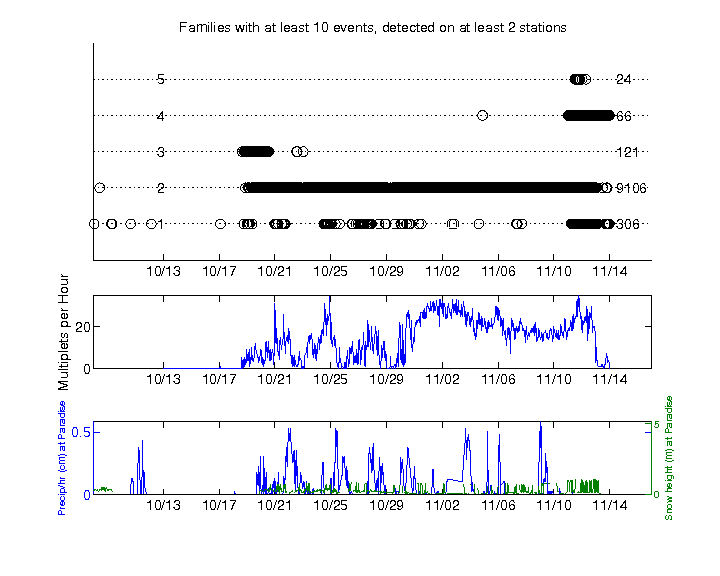 Families with at least 10 events, detected on at least 2 stations
5 24
4 66
3 121
2 9106
1 306
10/13 10/17 10/21 10/25 10/29 11/02 11/06 11/10 11/14
Multiplets per Hour
20
0
10/13 10/17 10/21 10/25 10/29 11/02 11/06 11/10 11/14
Precip/hr (cm) at Paradise
0.5
0
5
0
Snow height (m) at Paradise
10/13 10/17 10/21 10/25 10/29 11/02 11/06 11/10 11/14